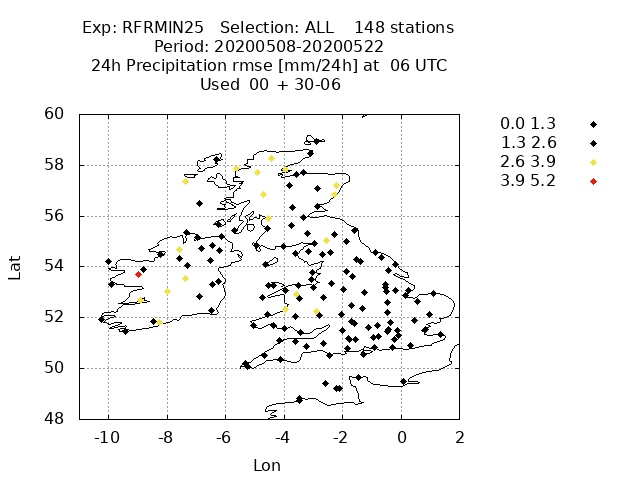 Exp: RFRMIN25 Selection: ALL 148 stations
Period: 20200508-20200522
24h Precipitation rmse [mm/24h] at 06 UTC
Used 00 + 30-06
0.0 1.3
1.3 2.6
2.6 3.9
3.9 5.2
60
58
56
54
52
50
48
Lat
-10 -8 -6 -4 -2 0 2
Lon